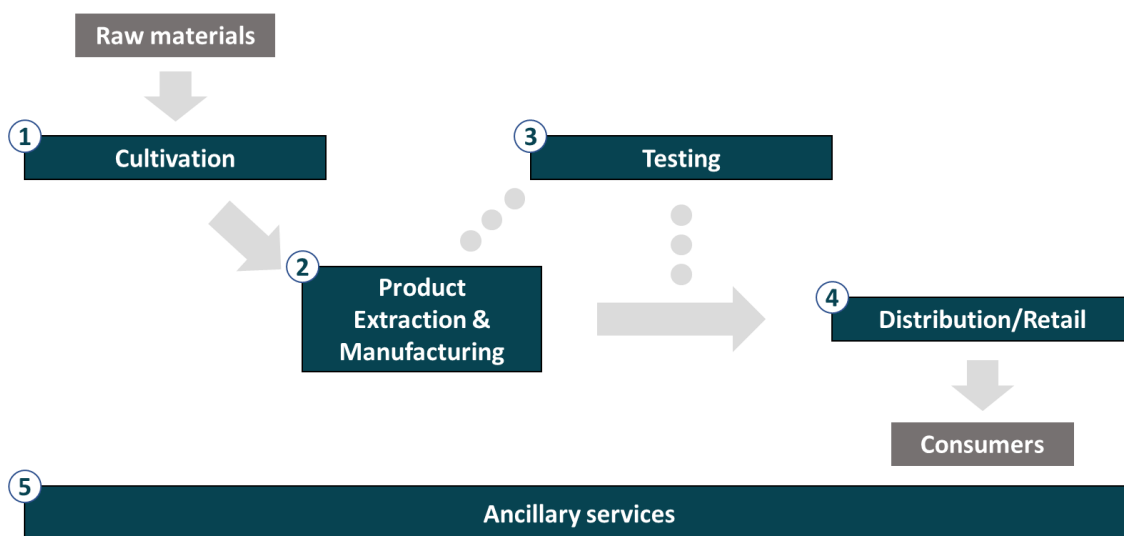 Raw materials
1
Cultivation
3
Testing
2
Product
Extraction &
Manufacturing
4
Distribution/Retail
Consumers
5
Ancillary services